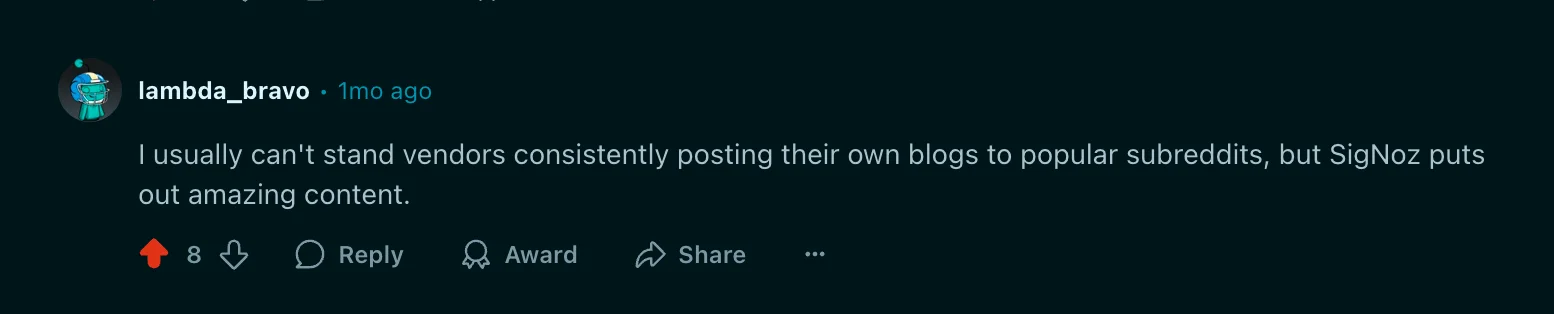 lambda_bravo • 1mo ago
I usually can't stand vendors consistently posting their own blogs to popular subreddits, but SigNoz puts
out amazing content.
8 Reply Award Share ...